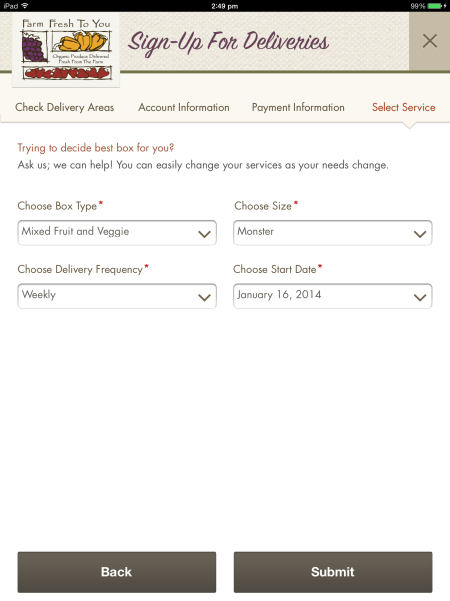 iPad
2:49 pm
99%
Farm Fresh To You
Organic Produce Delivered
Fresh From The Farm
Sign-Up For Deliveries
Check Delivery Areas
Account Information
Payment Information
Select Service
Trying to decide best box for you?
Ask us; we can help! You can easily change your services as your needs change.
Choose Box Type*
Choose Size*
Mixed Fruit and Veggie
Monster
Choose Delivery Frequency*
Choose Start Date*
Weekly
January 16, 2014
Back
Submit